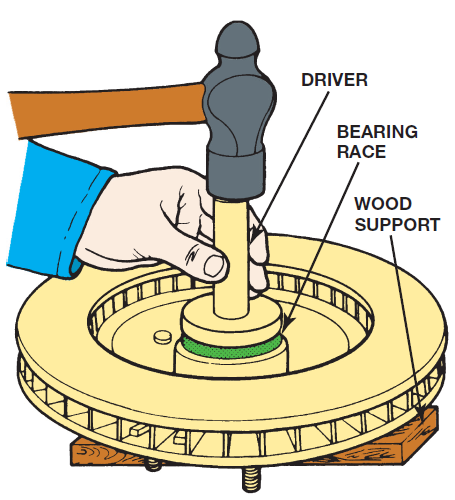 DRIVER
BEARING
RACE
WOOD
SUPPORT